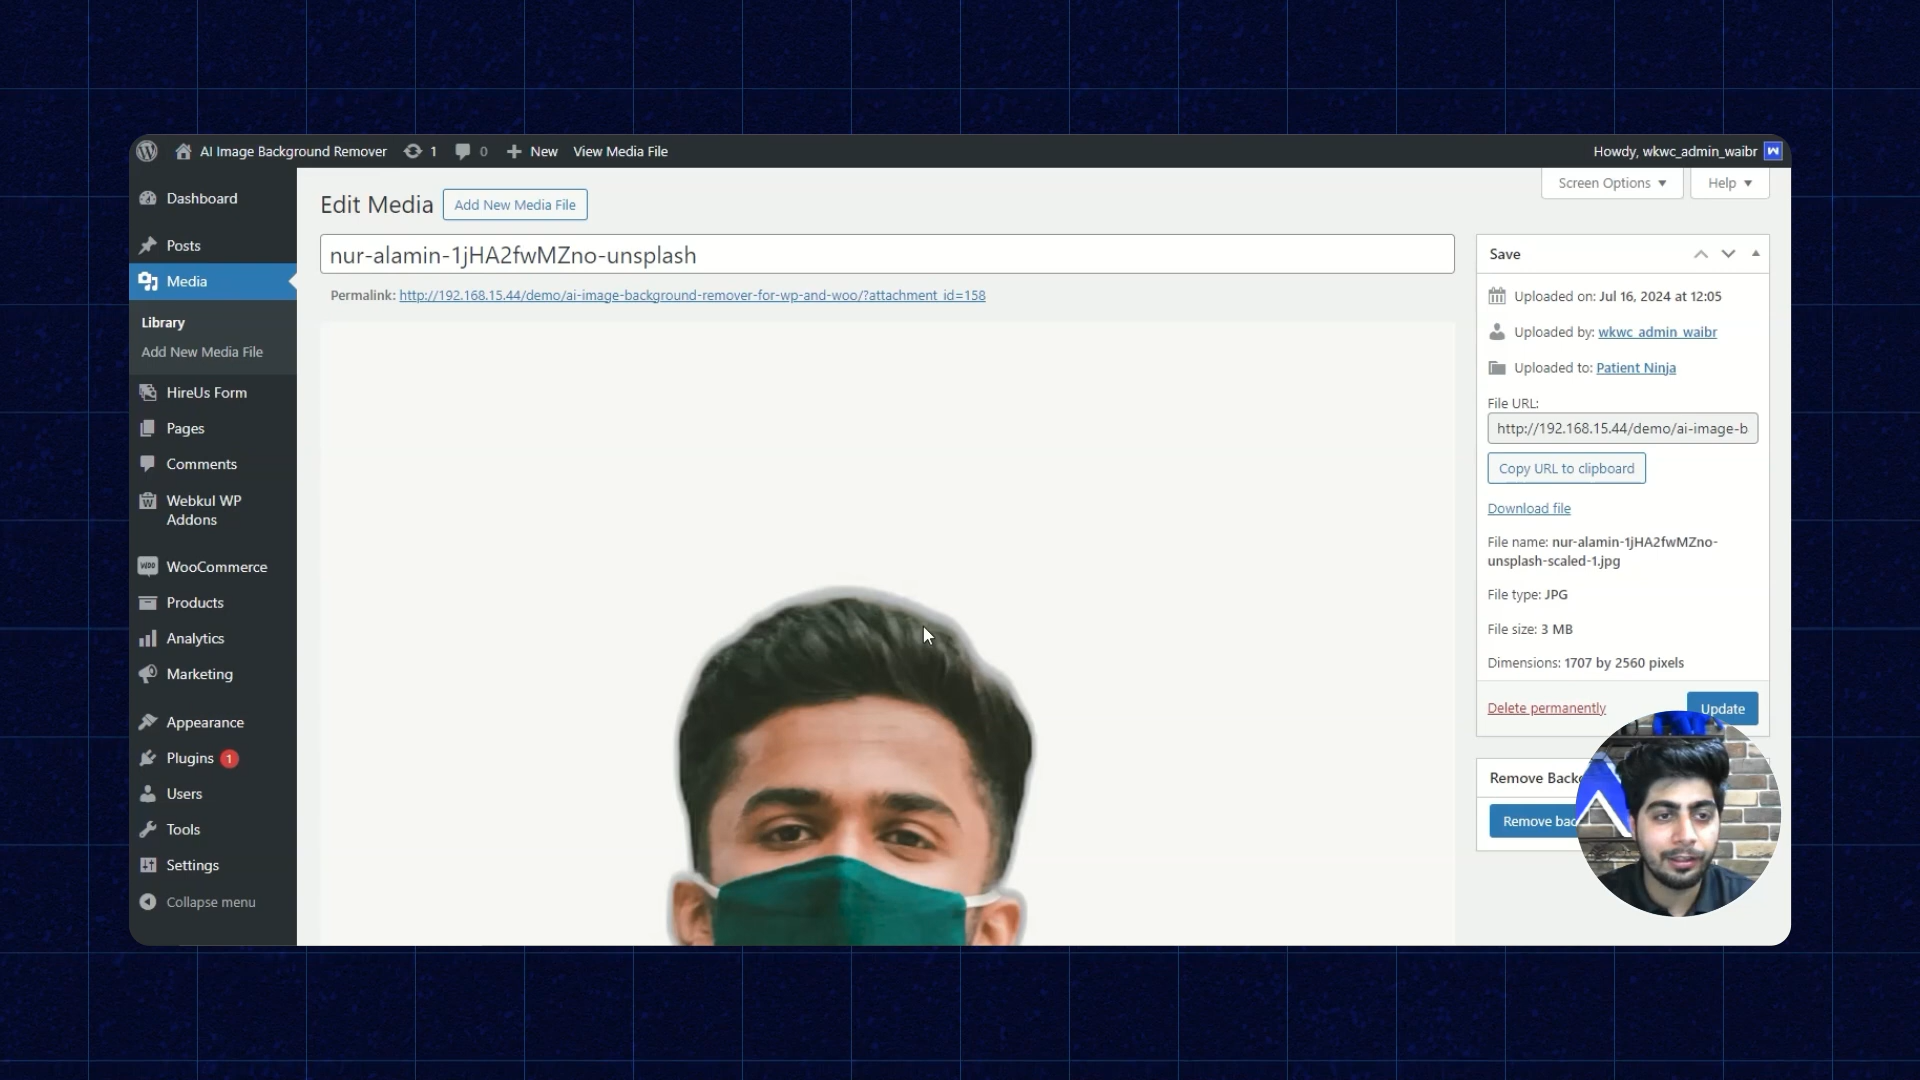 AI Image Background Remover 1 0 New View Media File Howdy, wkwc_admin_waibr
Screen Options Help
Dashboard
Posts
Media
Library
Add New Media File
HireUs Form
Pages
Comments
Webkul WP
Addons
WooCommerce
Products
Analytics
Marketing
Appearance
Plugins 1
Users
Tools
Settings
Collapse menu
Edit Media Add New Media File
nur-alamin-1jHA2fwMZno-unsplash
Permalink: http://192.168.15.44/demo/ai-image-background-remover-for-wp-and-woo/?attachment_id=158
Save
Uploaded on: Jul 16, 2024 at 12:05
Uploaded by: wkwc_admin_waibr
Uploaded to: Patient Ninja
File URL:
http://192.168.15.44/demo/ai-image-b
Copy URL to clipboard
Download file
File name: nur-alamin-1jHA2fwMZno-
unsplash-scaled-1.jpg
File type: JPG
File size: 3 MB
Dimensions: 1707 by 2560 pixels
Delete permanently Update
Remove Back
Remove bac